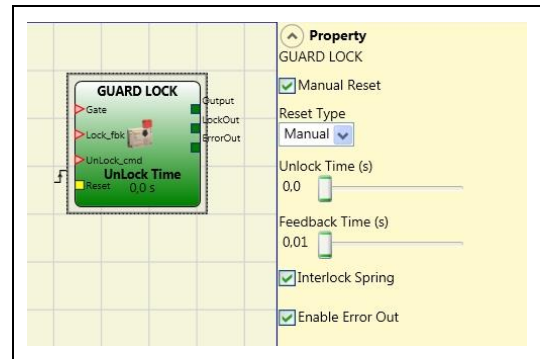 GUARD LOCK
Gate
Output
LockOut
Lock_fbk
ErrorOut
UnLock_cmd
UnLock Time
Reset
0,0 s
Property
GUARD LOCK
Manual Reset
Reset Type
Manual
Unlock Time (s)
0,0
Feedback Time (s)
0,01
Interlock Spring
Enable Error Out